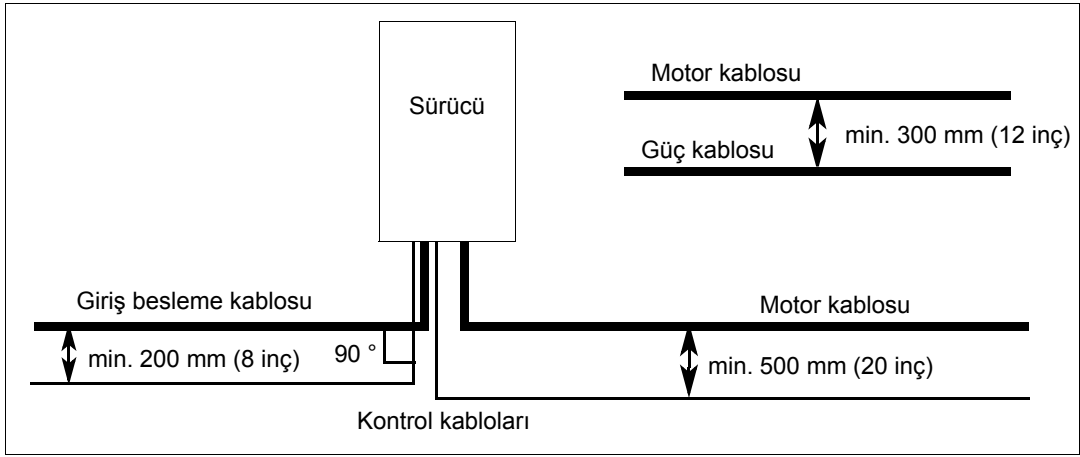 Sürücü
Motor kablosu
min. 300 mm (12 inç)
Güç kablosu
Giriş besleme kablosu
min. 200 mm (8 inç)
90 °
Motor kablosu
min. 500 mm (20 inç)
Kontrol kabloları